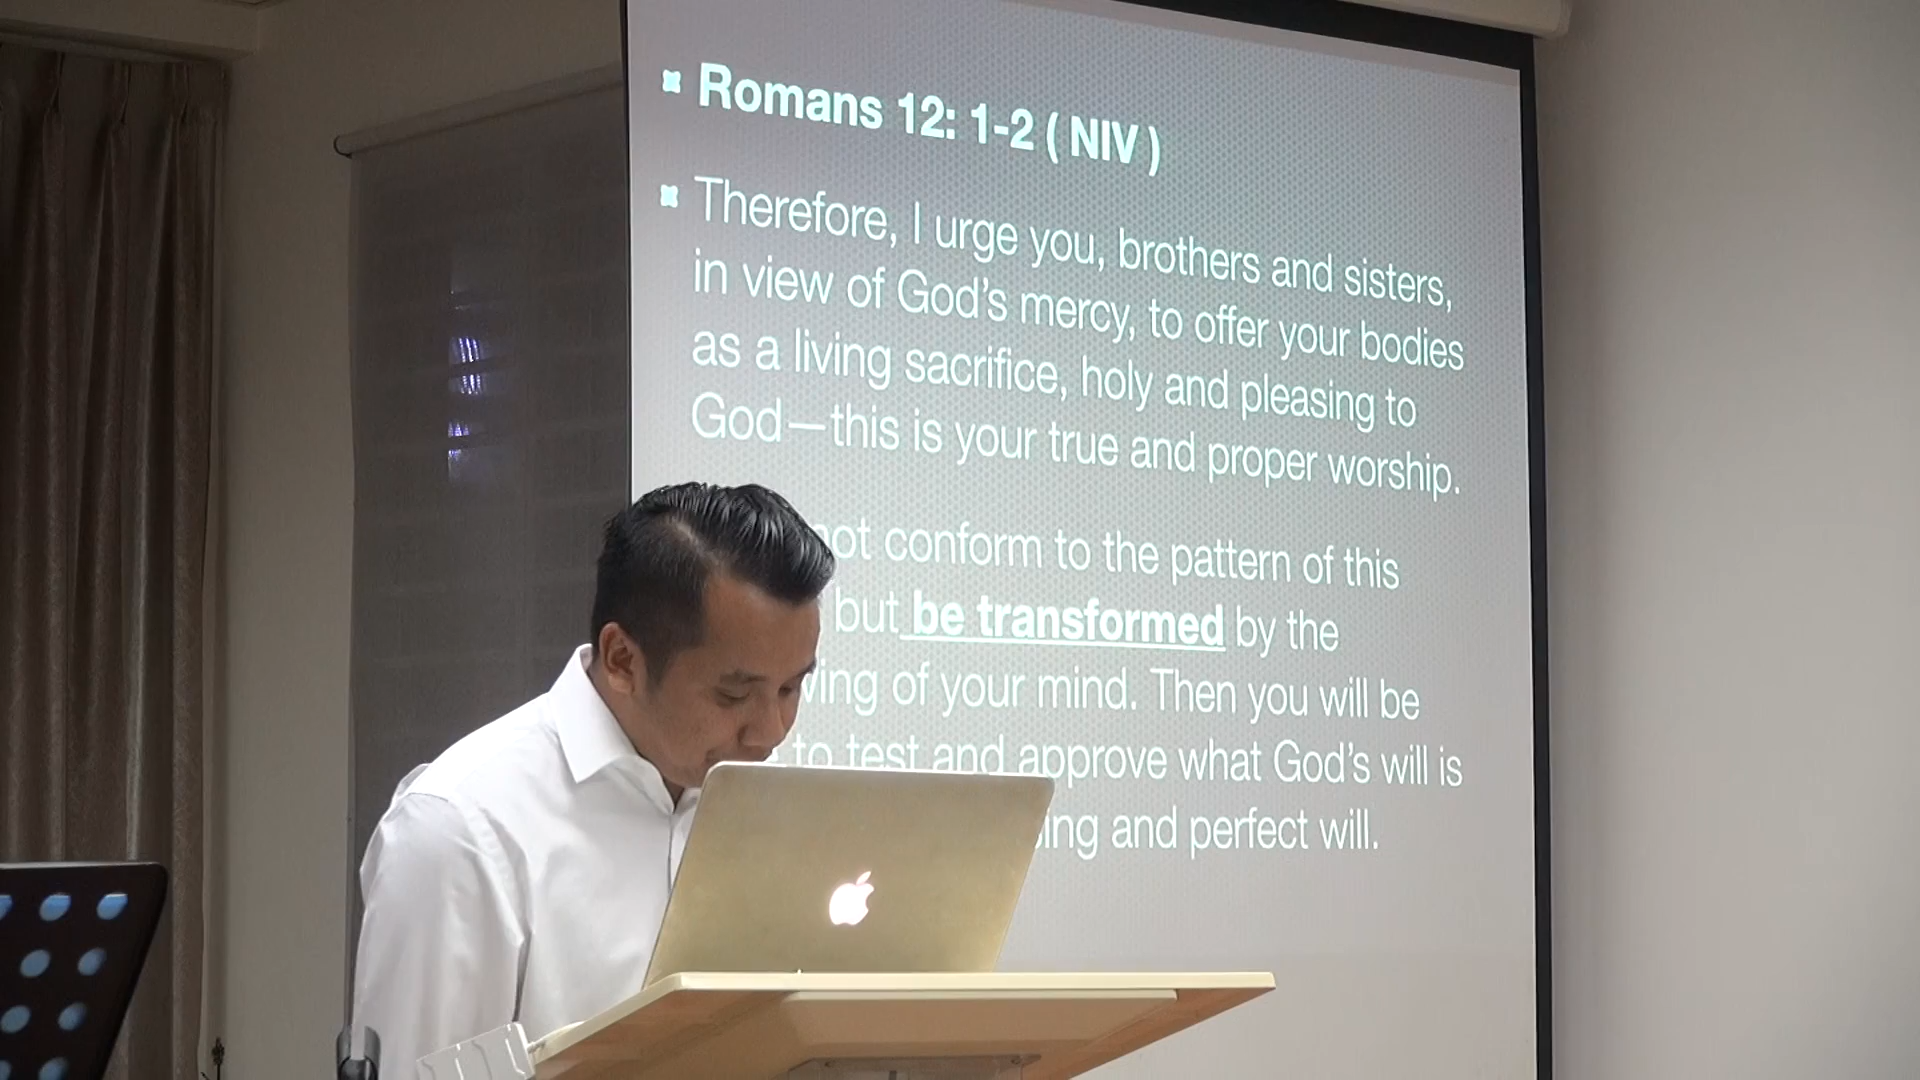 Romans 12: 1-2 ( NIV )
Therefore, I urge you, brothers and sisters,
in view of God's mercy, to offer your bodies
as a living sacrifice, holy and pleasing to
God—this is your true and proper worship.
not conform to the pattern of this
but be transformed by the
of your mind. Then you will be
to test and approve what God's will is
and perfect will.